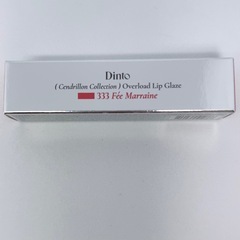 Dinto
( Cendrillon Collection ) Overload Lip Glaze
333 Fée Marraine